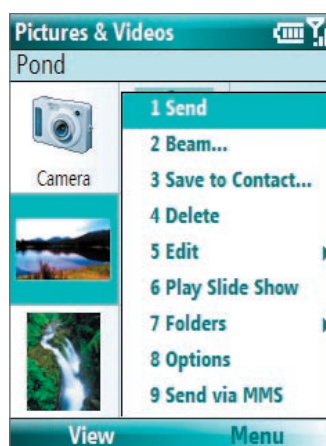 Pictures & Videos
Pond
Camera
1 Send
2 Beam...
3 Save to Contact...
4 Delete
5 Edit
6 Play Slide Show
7 Folders
8 Options
9 Send via MMS
View
Menu